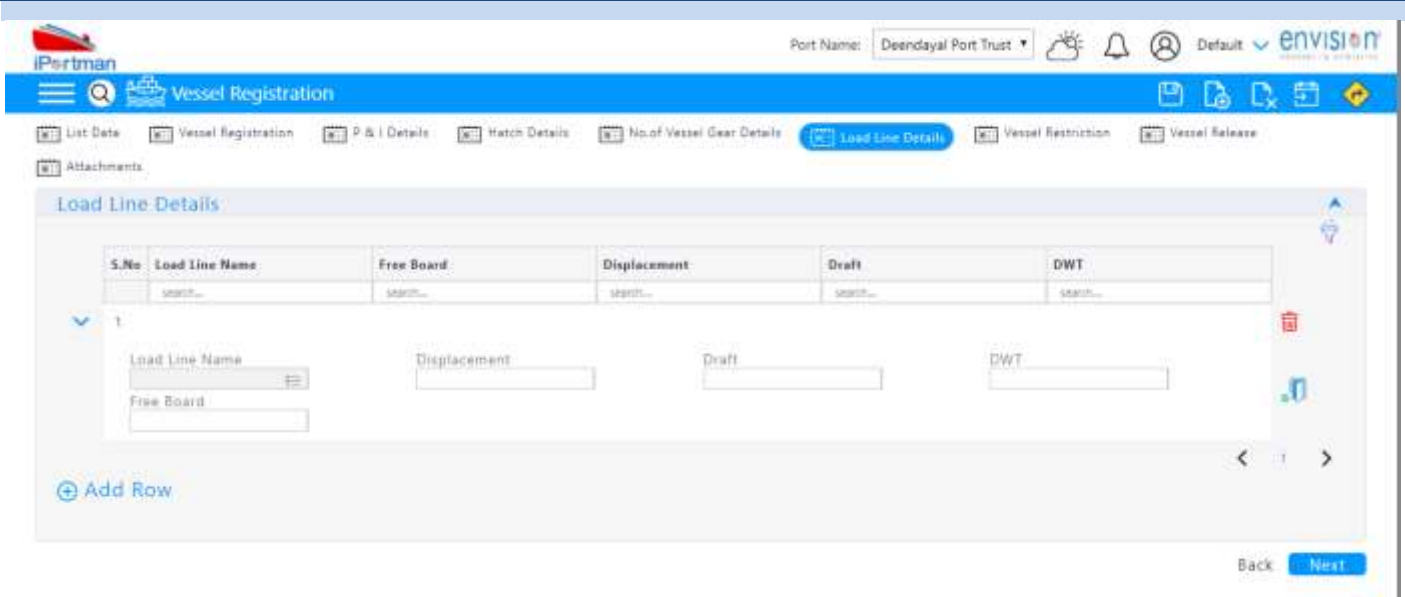 Port Name: Deendayal Port Trust Default envision
iPortman
Vessel Registration
List Data Vessel Registration P & I Details Hatch Details No.of Vessel Gear Details Load Line Details Vessel Restriction Vessel Release
Attachments
Load Line Details
S.No Load Line Name Free Board Displacement Draft DWT
search... search... search... search... search...
1
Load Line Name Displacement Draft DWT
Free Board
1
Add Row
Back Next